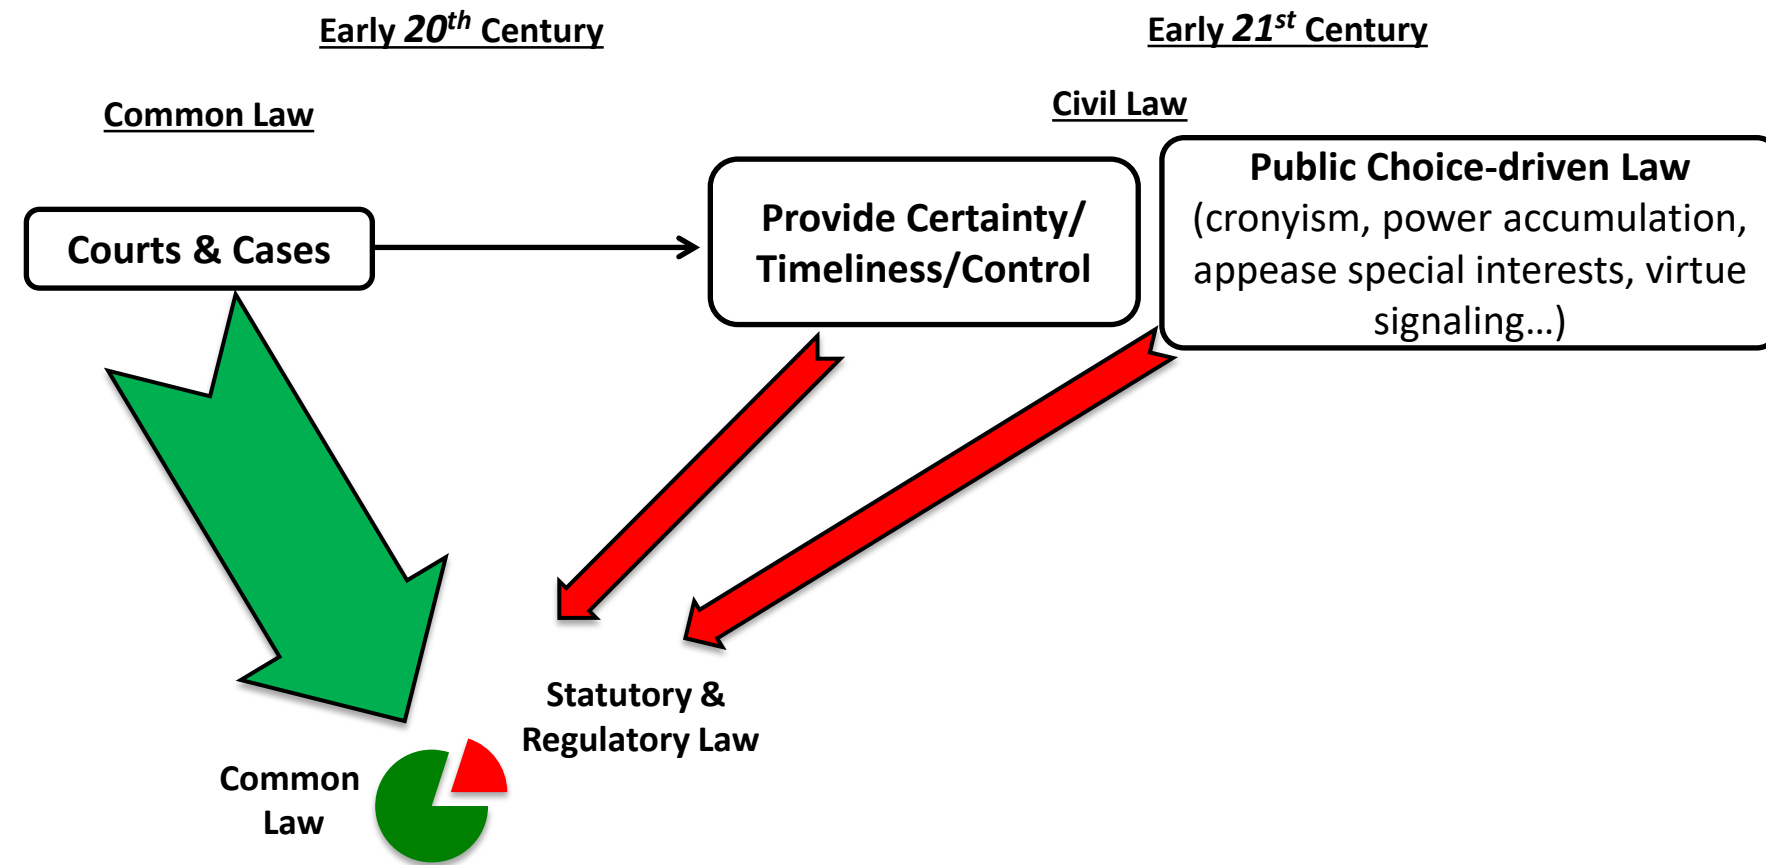 Early 20th Century
Early 21st Century
Common Law
Civil Law
Courts & Cases
Provide Certainty/
Timeliness/Control
Public Choice-driven Law
(cronyism, power accumulation,
appease special interests, virtue
signaling…)
Statutory &
Regulatory Law
Common
Law